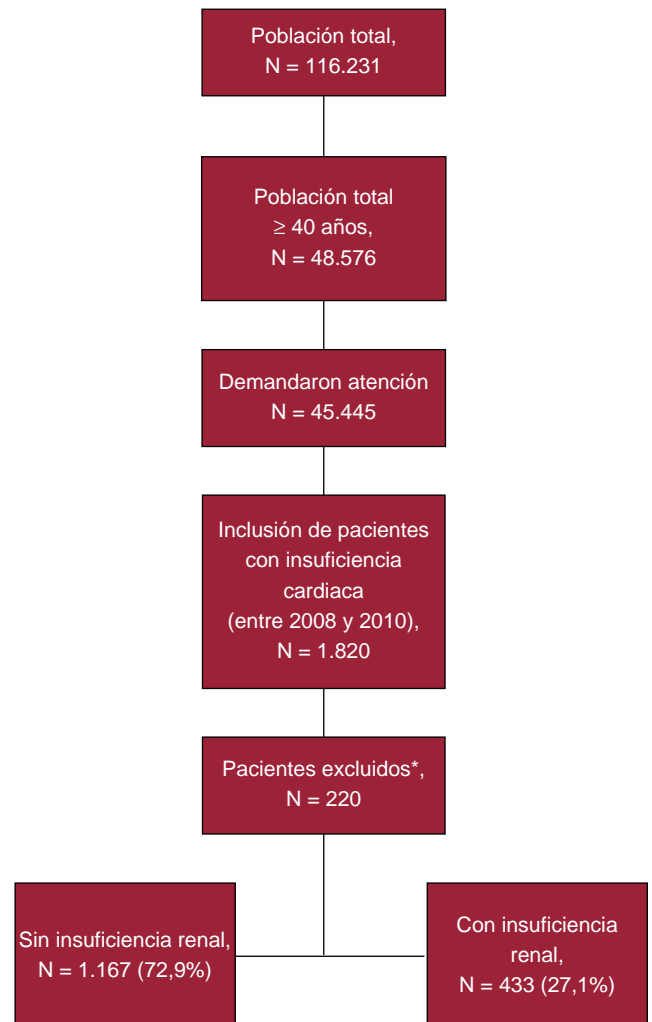 Población total,
N = 116.231
Población total
≥ 40 años,
N = 48.576
Demandaron atención
N = 45.445
Inclusión de pacientes
con insuficiencia
cardiaca
(entre 2008 y 2010),
N = 1.820
Pacientes excluidos*,
N = 220
Sin insuficiencia renal,
N = 1.167 (72,9%)
Con insuficiencia
renal,
N = 433 (27,1%)